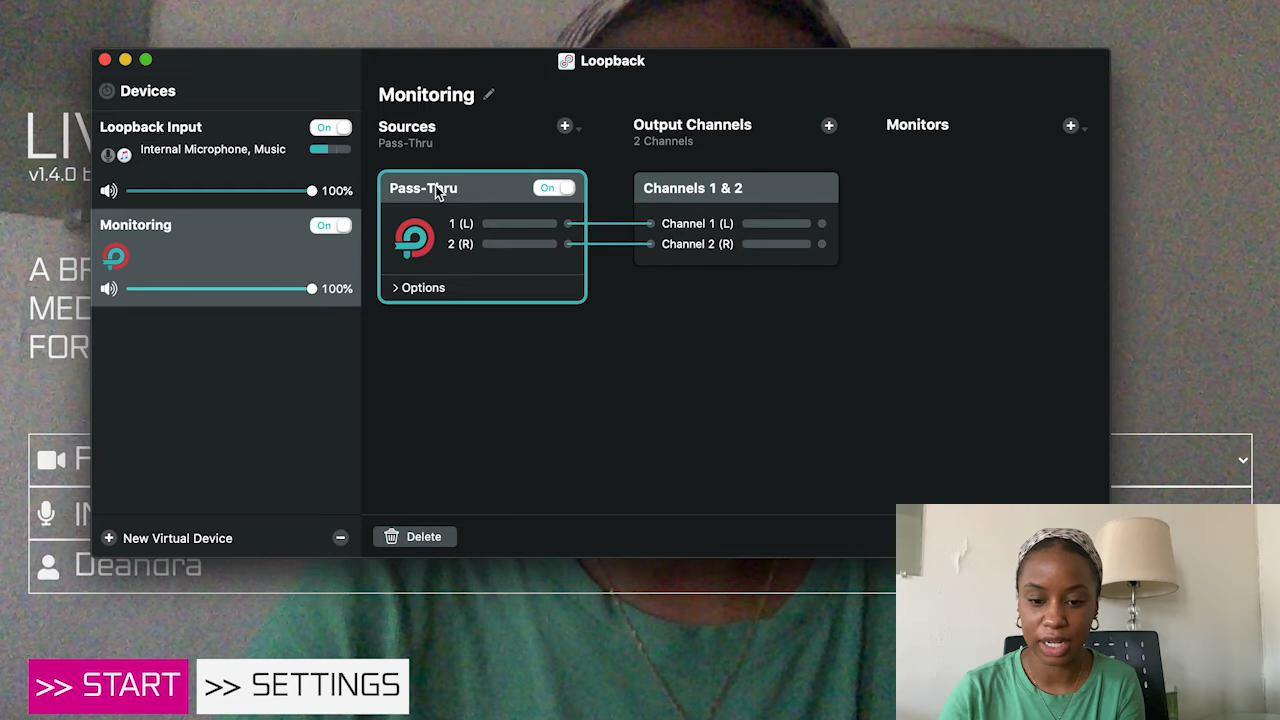 Loopback
Devices
Loopback Input
On
Internal Microphone, Music
100%
Monitoring
On
100%
New Virtual Device
Monitoring
Sources
Pass-Thru
Pass-Thru
On
1 (L)
2 (R)
> Options
Output Channels
2 Channels
Channels 1 & 2
Channel 1 (L)
Channel 2 (R)
Monitors
Delete
LIV
v1.4.0 b
A BR
MED
FOR
F
IN
Deandra
>> START
>> SETTINGS